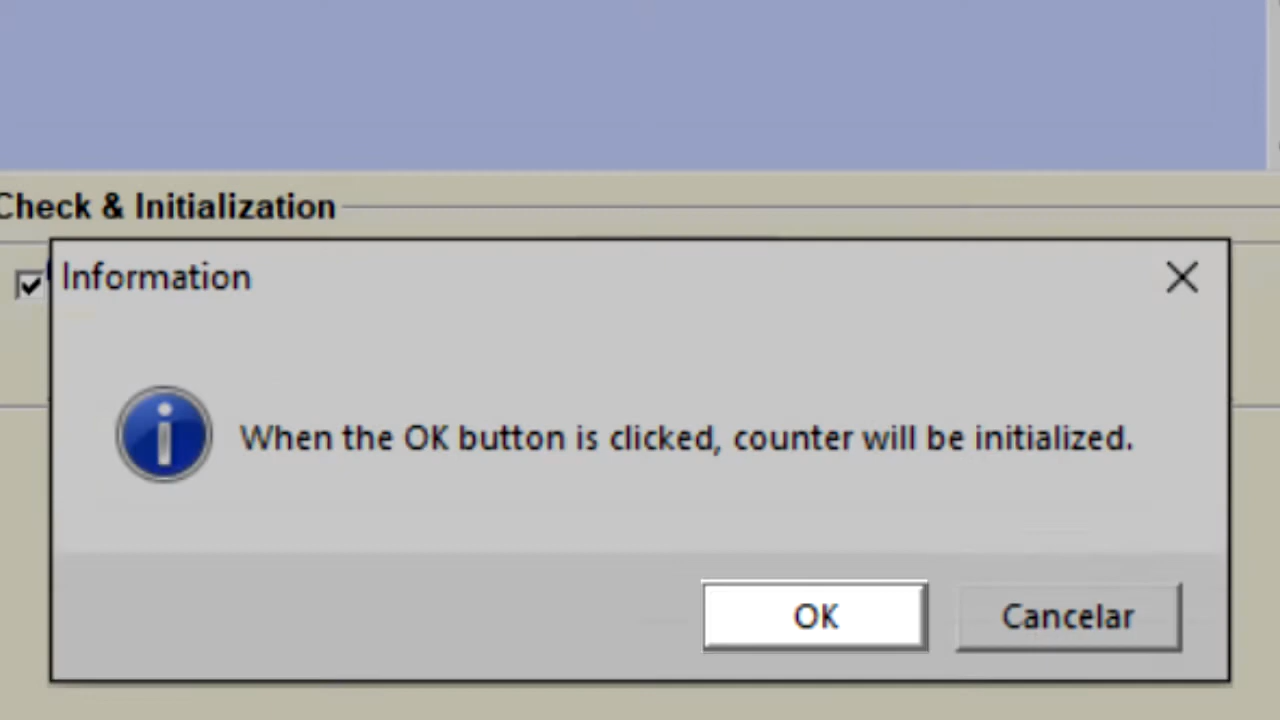 Check & Initialization
Information
When the OK button is clicked, counter will be initialized.
OK
Cancelar